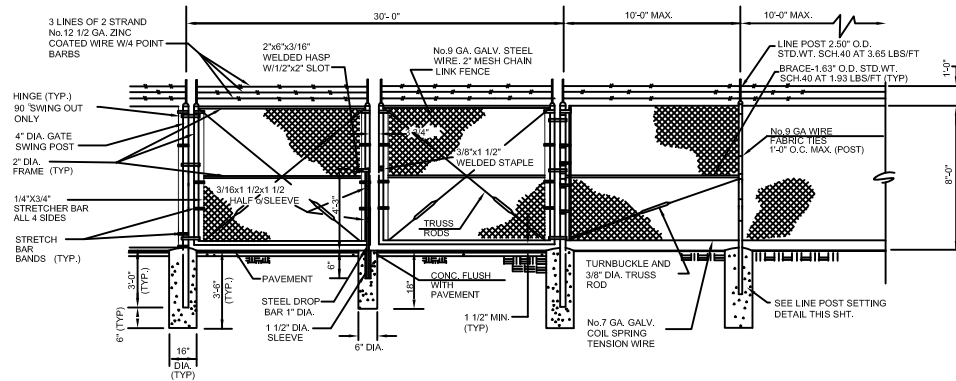 3 LINES OF 2 STRAND
No.12 1/2 GA. ZINC
COATED WIRE W/4 POINT
BARBS
30'- 0"
10'-0" MAX.
10'-0" MAX.
2"x6"x3/16"
WELDED HASP
W/1/2"x2" SLOT
No.9 GA. GALV. STEEL
WIRE. 2" MESH CHAIN
LINK FENCE
LINE POST 2.50" O.D.
STD.WT. SCH.40 AT 3.65 LBS/FT
BRACE-1.63" O.D. STD.WT.
SCH.40 AT 1.93 LBS/FT (TYP)
1'-0"
HINGE (TYP.)
90 °SWING OUT
ONLY
4" DIA. GATE
SWING POST
2" DIA.
FRAME (TYP)
1/4"X3/4"
STRETCHER BAR
ALL 4 SIDES
STRETCH
BAR
BANDS (TYP.)
3 3/4"
3/8"x1 1/2"
WELDED STAPLE
No.9 GA WIRE
FABRIC TIES
1'-0" O.C. MAX. (POST)
8'-0"
3/16x1 1/2x1 1/2
HALF 6/SLEEVE
4'-3"
TRUSS
RODS
PAVEMENT
6"
CONC. FLUSH
WITH
PAVEMENT
TURNBUCKLE AND
3/8" DIA. TRUSS
ROD
3'-0"
(TYP.)
3'-6"
(TYP.)
18"
STEEL DROP
BAR 1" DIA.
1 1/2" DIA.
SLEEVE
1 1/2" MIN.
(TYP)
SEE LINE POST SETTING
DETAIL THIS SHT.
6" (TYP)
No.7 GA. GALV.
COIL SPRING
TENSION WIRE
16"
DIA.
(TYP)
6" DIA.